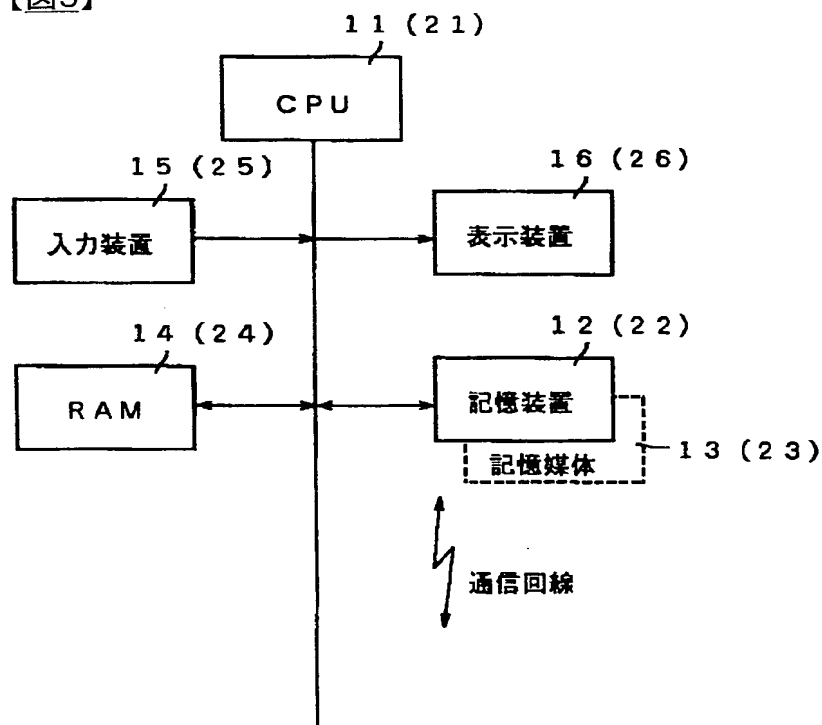 【図3】
11(21)
CPU
15(25)
16(26)
入力装置
表示装置
14(24)
12(22)
RAM
記憶装置
13(23)
記憶媒体
通信回線